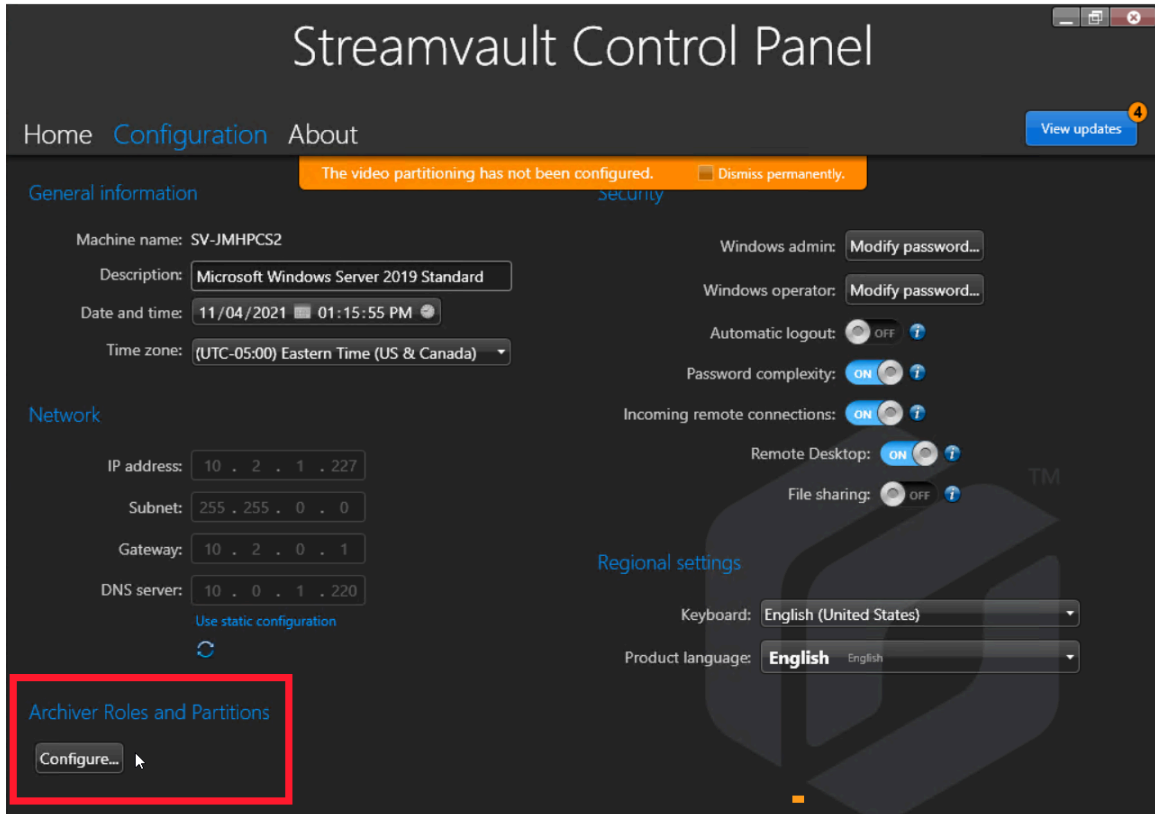 Streamvault Control Panel
Home Configuration About
View updates
4
The video partitioning has not been configured. Dismiss permanently.
General information
Machine name: SV-JMHPCS2
Description: Microsoft Windows Server 2019 Standard
Date and time: 11/04/2021 01:15:55 PM
Time zone: (UTC-05:00) Eastern Time (US & Canada)
Network
IP address: 10 . 2 . 1 . 227
Subnet: 255 . 255 . 0 . 0
Gateway: 10 . 2 . 0 . 1
DNS server: 10 . 0 . 1 . 220
Use static configuration
Archiver Roles and Partitions
Configure...
Security
Windows admin: Modify password...
Windows operator: Modify password...
Automatic logout: OFF
Password complexity: ON
Incoming remote connections: ON
Remote Desktop: ON
File sharing: OFF
TM
Regional settings
Keyboard: English (United States)
Product language: English English